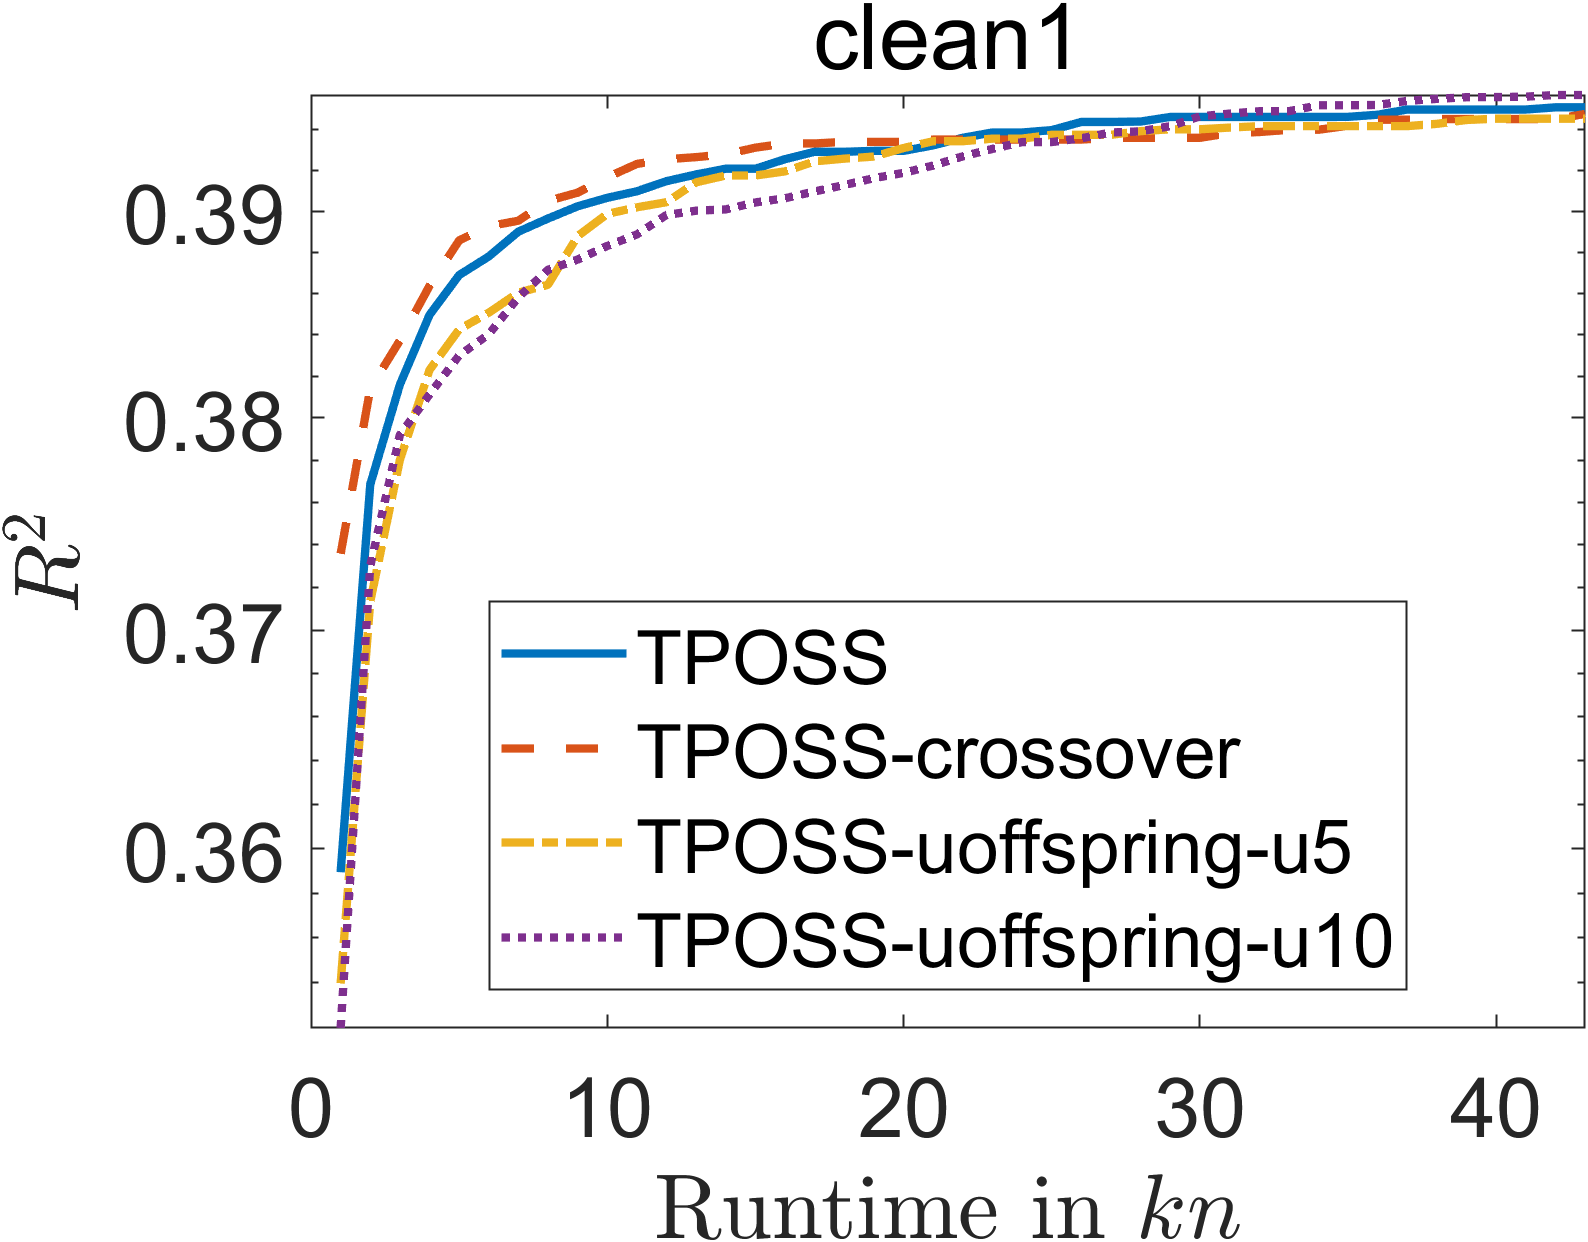 clean1
0.39
0.38
0.37
0.36
R²
TPOSS
TPOSS-crossover
TPOSS-uoffspring-u5
TPOSS-uoffspring-u10
0 10 20 30 40
Runtime in kn